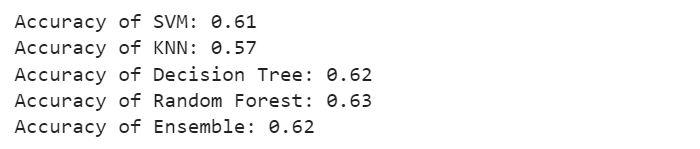 Accuracy of SVM: 0.61
Accuracy of KNN: 0.57
Accuracy of Decision Tree: 0.62
Accuracy of Random Forest: 0.63
Accuracy of Ensemble: 0.62